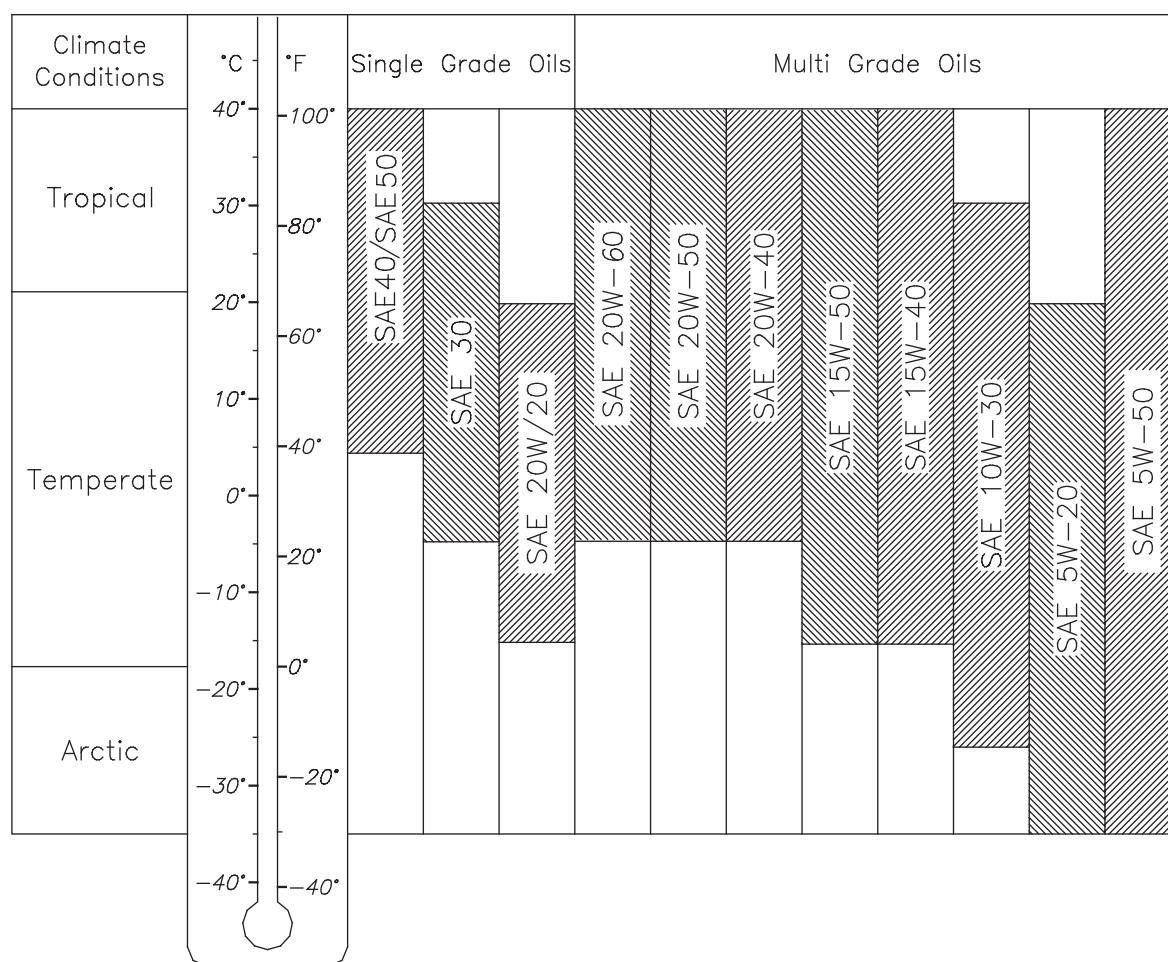 Climate
Conditions
°C
°F
Single Grade Oils
Multi Grade Oils
40°
30°
20°
10°
0°
-10°
-20°
-30°
-40°
100°
80°
60°
40°
20°
0°
-20°
-40°
Tropical
Temperate
Arctic
SAE40/SAE50
SAE 30
SAE 20W/20
SAE 20W-60
SAE 20W-50
SAE 20W-40
SAE 15W-50
SAE 15W-40
SAE 10W-30
SAE 5W-20
SAE 5W-50